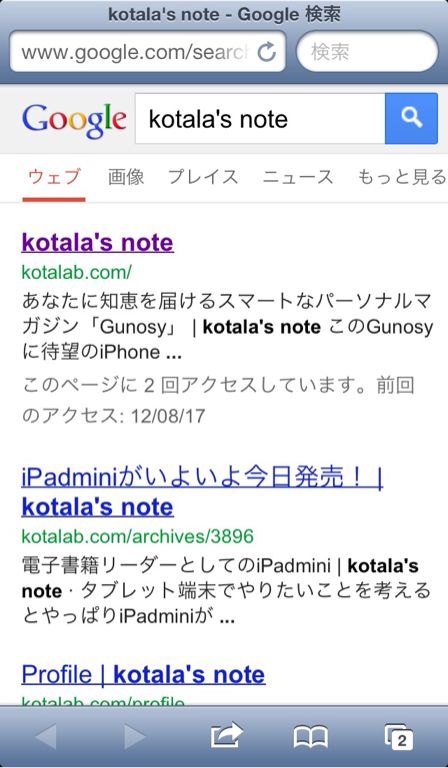 kotala's note - Google 検索
www.google.com/searc
検索
Google
kotala's note
ウェブ 画像 プレイス ニュース もっと見る
kotala's note
kotalab.com/
あなたに知恵を届けるスマートなパーソナルマ
ガジン「Gunosy」 | kotala's note このGunosy
に待望のiPhone ...
このページに 2 回アクセスしています。前回
のアクセス: 12/08/17
iPadminiがいよいよ今日発売！ |
kotala's note
kotalab.com/archives/3896
電子書籍リーダーとしてのiPadmini | kotala's
note · タブレット端末でやりたいことを考える
とやっぱりiPadminiが ...
Profile | kotala's note
kotalab.com/profile
2